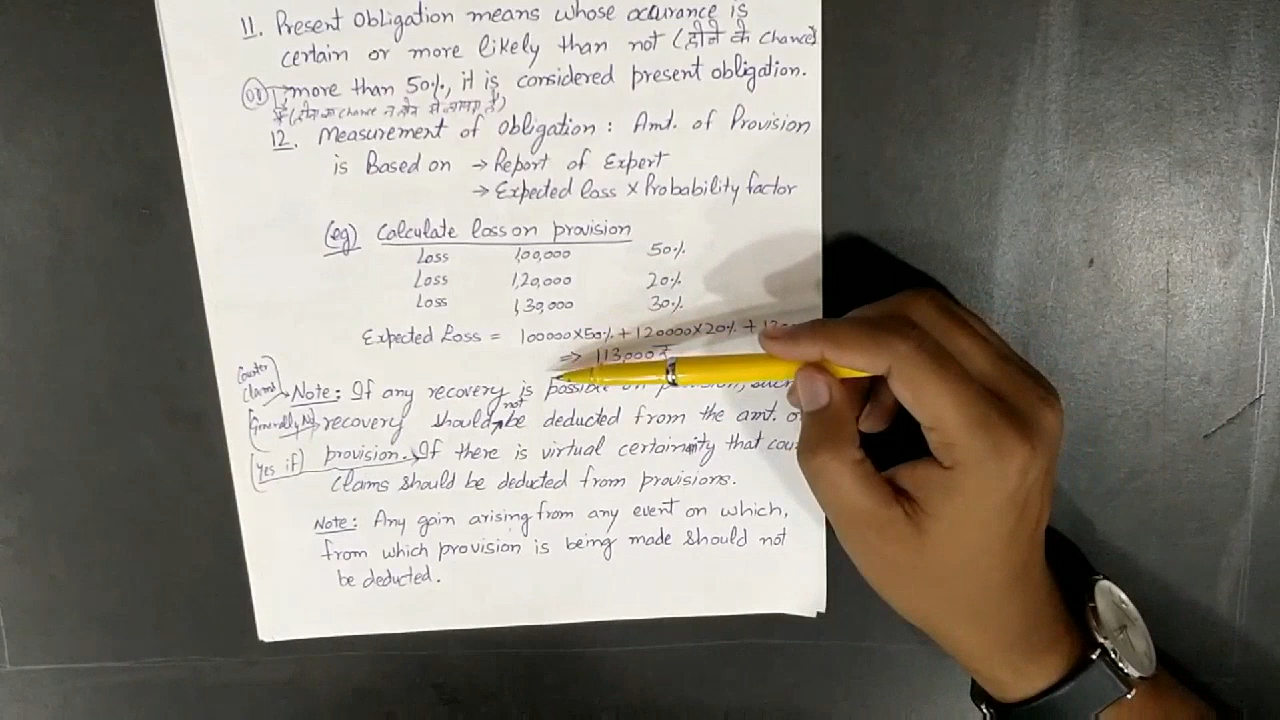 11. Present Obligation means whose occurance is
certain or more likely than not (होने के chance
(or) more than 50%, it is considered present obligation.
12. Measurement of Obligation: Amt. of Provision
is Based on → Report of Expert
→ Expected loss × Probability factor
(eg) Calculate loss on provision
Loss 1,00,000 50%
Loss 1,20,000 20%
Loss 1,30,000 30%
Expected Loss = 100000×50% + 120000×20% +
⇒ 113,000 ₹
Counter
Clams → Note: If any recovery is possible on provision, such
Generally No → recovery should not be deducted from the amt.
(Yes if) provision. → If there is virtual certainity that
Clams should be deducted from provisions.
Note: Any gain arising from any event on which,
from which provision is being made should not
be deducted.